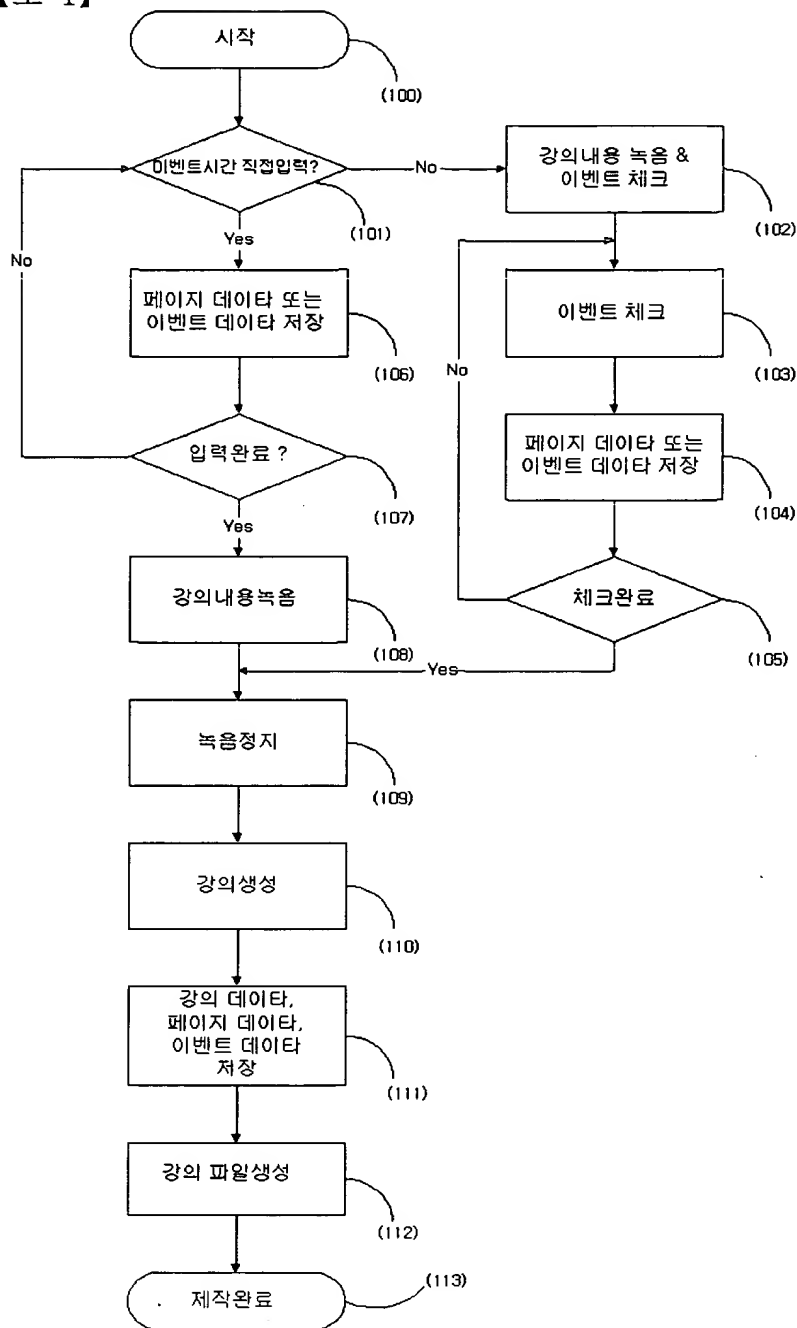 시작
(100)
이벤트시간 직접입력?
(101)
No
강의내용 녹음 &
이벤트 체크
(102)
Yes
No
페이지 데이타 또는
이벤트 데이타 저장
(106)
이벤트 체크
(103)
No
입력완료 ?
(107)
페이지 데이타 또는
이벤트 데이타 저장
(104)
Yes
강의내용녹음
(108)
체크완료
(105)
Yes
녹음정지
(109)
강의생성
(110)
강의 데이타,
페이지 데이타,
이벤트 데이타
저장
(111)
강의 파일생성
(112)
제작완료
(113)